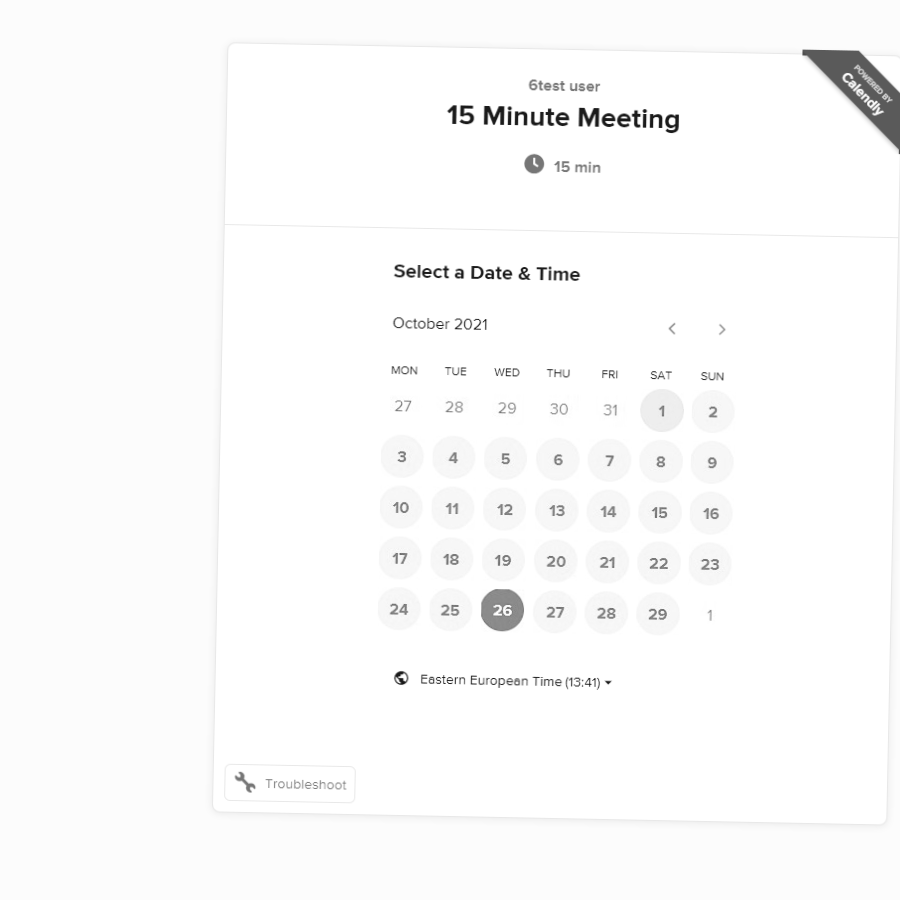 POWERED BY
Calendly
6test user
15 Minute Meeting
15 min
Select a Date & Time
October 2021
MON TUE WED THU FRI SAT SUN
27 28 29 30 31 1 2
3 4 5 6 7 8 9
10 11 12 13 14 15 16
17 18 19 20 21 22 23
24 25 26 27 28 29 1
Eastern European Time (13:41)
Troubleshoot